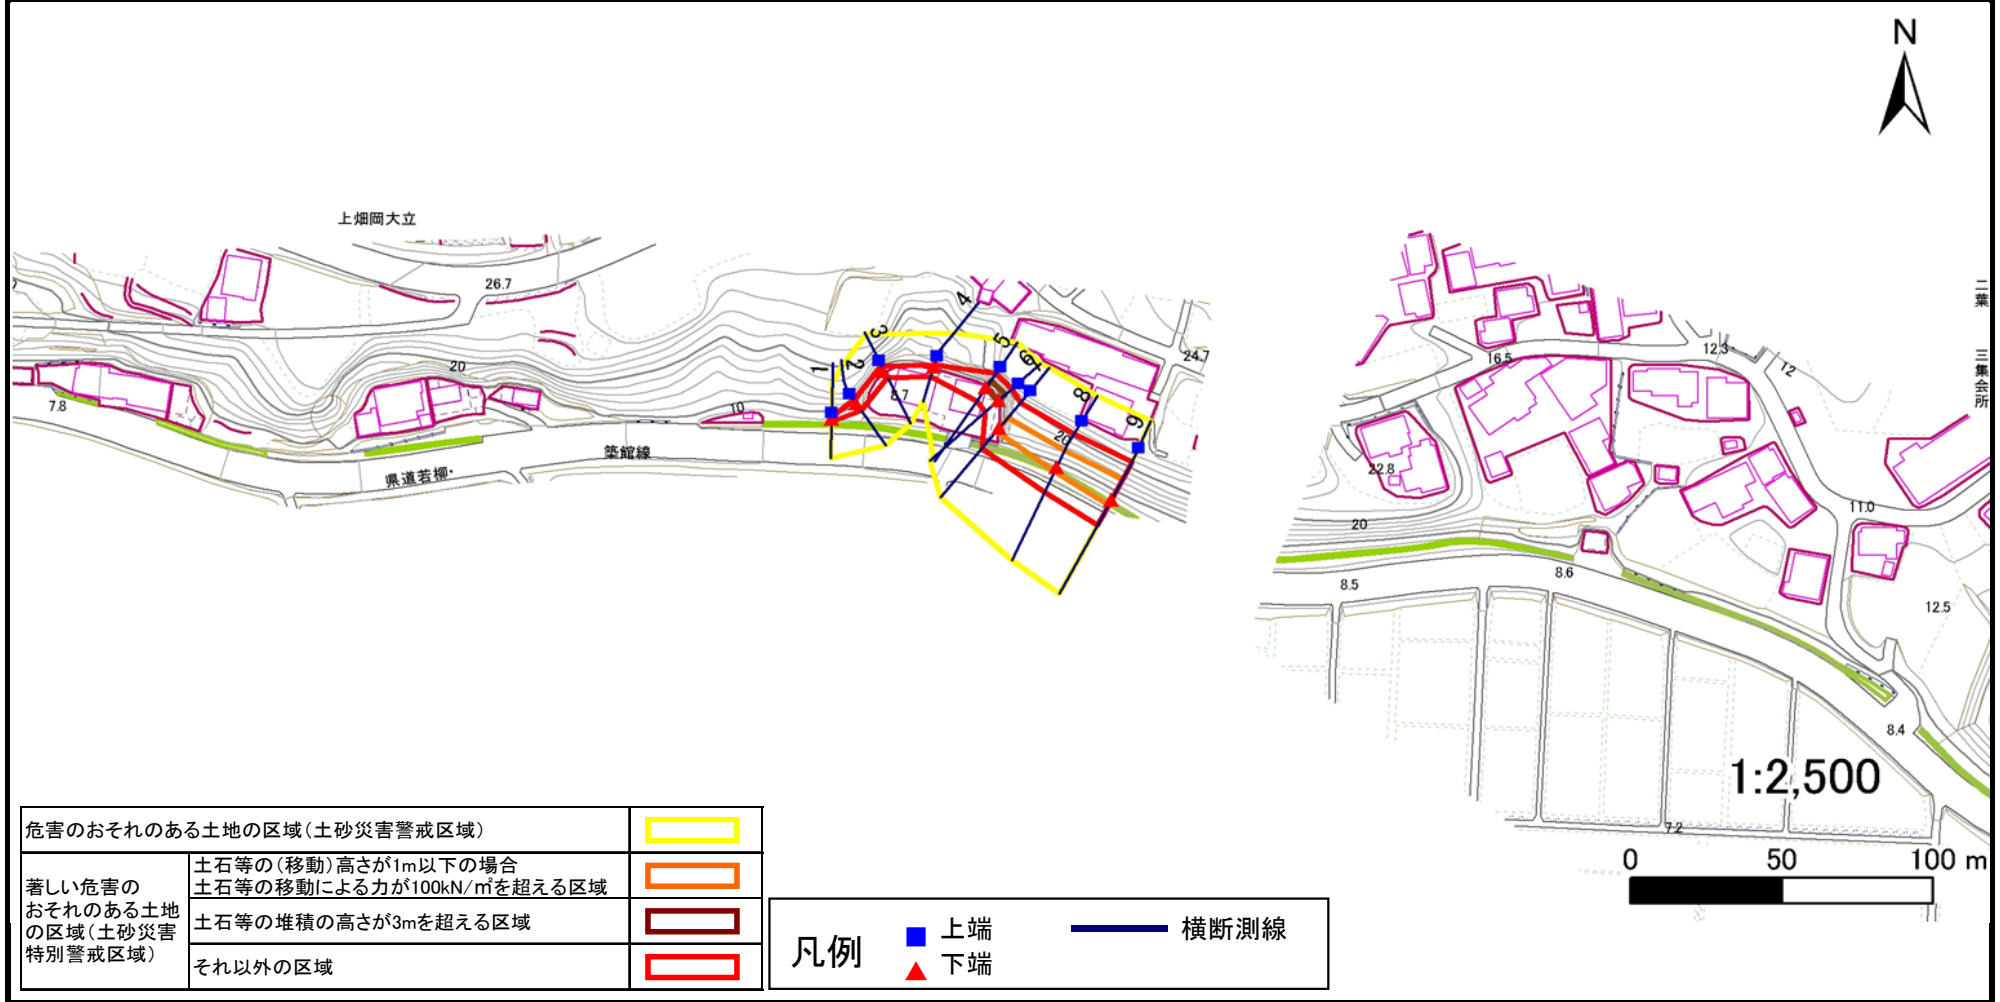 N
上畑岡大立
26.7
20
7.8
10
築館線
県道若柳・
1
2
3
4
5
6
8
9
8.7
20
24.7
二葉
三集会所
16.5
12.3
12
22.8
20
11.0
8.5
8.6
12.5
8.4
7.2
1:2,500
0 50 100 m
危害のおそれのある土地の区域(土砂災害警戒区域)
著しい危害の
おそれのある土地
の区域(土砂災害
特別警戒区域)
土石等の(移動)高さが1m以下の場合
土石等の移動による力が100kN/㎡を超える区域
土石等の堆積の高さが3mを超える区域
それ以外の区域
凡例
上端
下端
横断測線